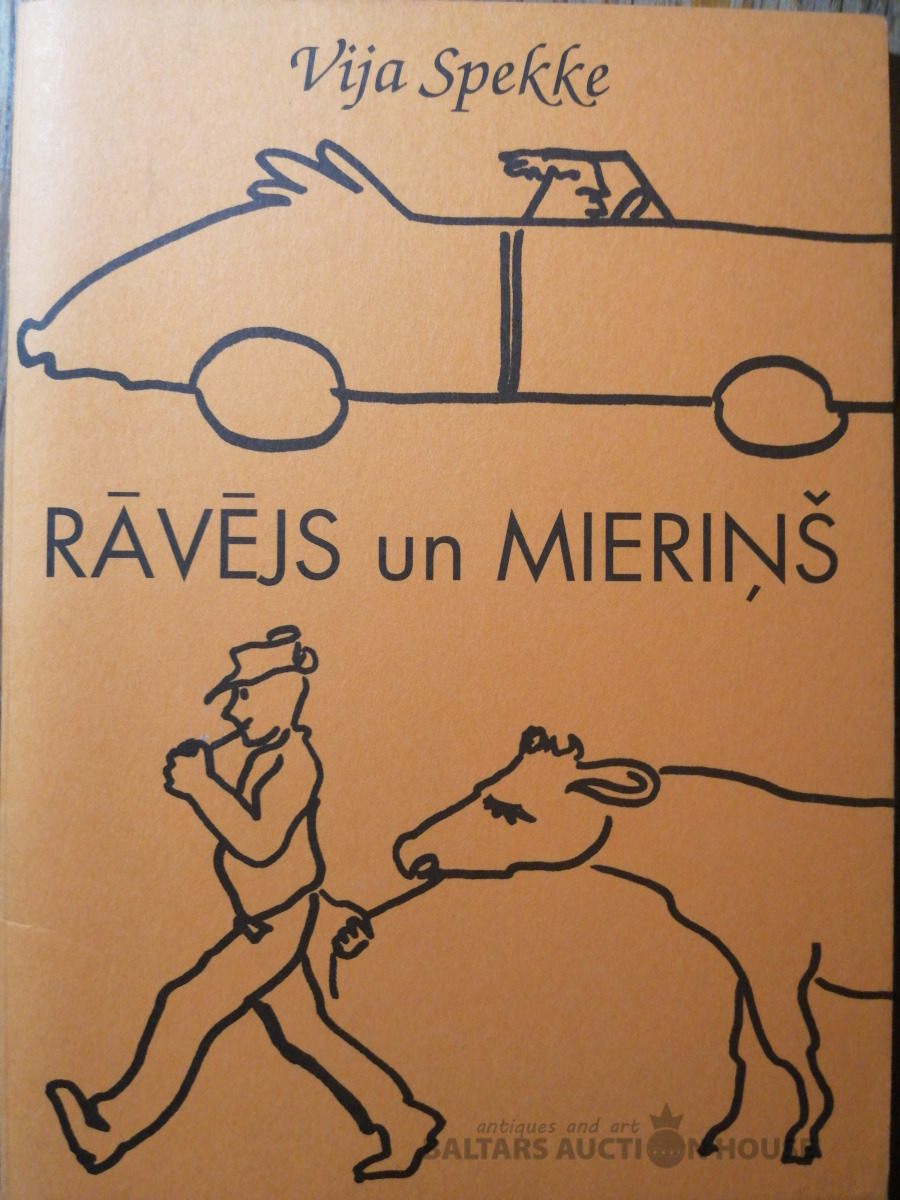 Vija Spekke
RĀVĒJS un MIERIŅŠ
antiques and art
BALTARS AUCTION HOUSE